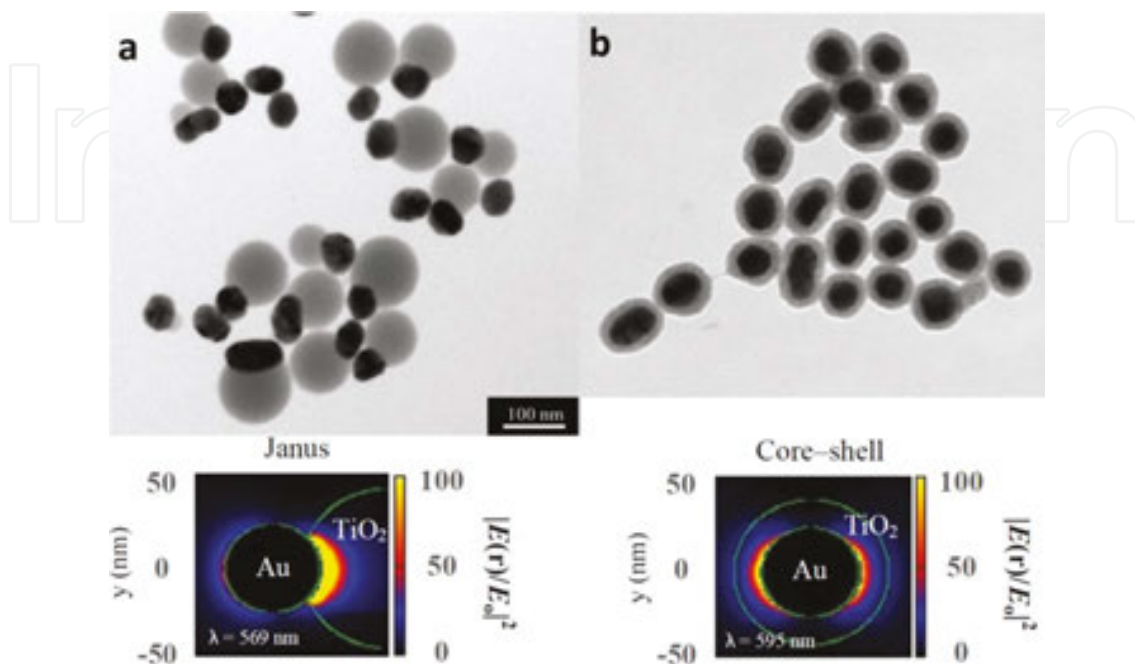 a
b
100 nm
Janus
Core–shell
50
0
-50
y (nm)
Au
TiO₂
λ = 569 nm
100
50
0
|E(r)/E₀|²
50
0
-50
y (nm)
Au
TiO₂
λ = 595 nm
100
50
0
|E(r)/E₀|²